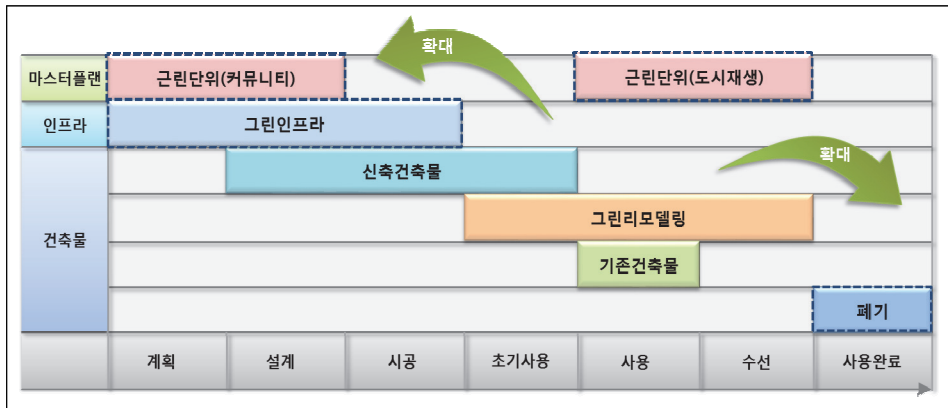 확대
마스터플랜
근린단위(커뮤니티)
근린단위(도시재생)
인프라
그린인프라
신축건축물
확대
건축물
그린리모델링
기존건축물
폐기
계획
설계
시공
초기사용
사용
수선
사용완료